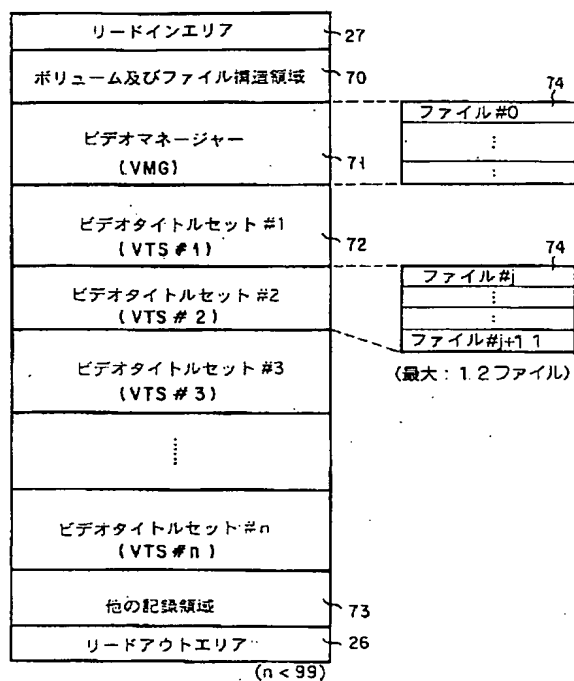 リードインエリア
27
ボリューム及びファイル構造領域
70
ビデオマネージャー
(VMG)
71
74
ファイル#0
⋮
:
ビデオタイトルセット #1
(VTS #1)
72
ビデオタイトルセット #2
(VTS # 2)
74
ファイル#j
⋮
:
ファイル#j+1 1
(最大 : 1 2ファイル)
ビデオタイトルセット #3
(VTS # 3)
⋮
ビデオタイトルセット #n
(VTS #n )
他の記録領域
73
リードアウトエリア
26
(n < 99)